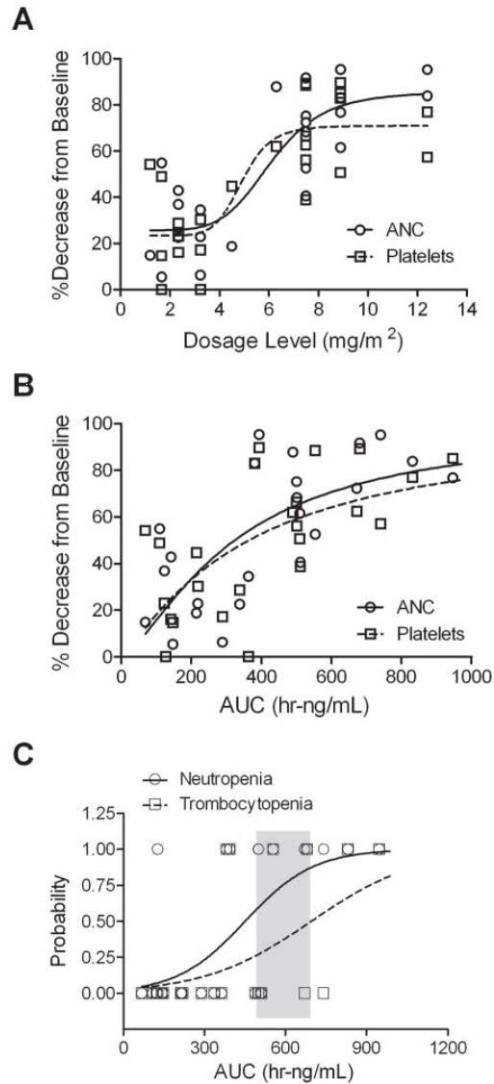 A
%Decrease from Baseline
100
80
60
40
20
0
ANC
Platelets
0 2 4 6 8 10 12 14
Dosage Level (mg/m²)
B
% Decrease from Baseline
100
80
60
40
20
0
ANC
Platelets
0 200 400 600 800 1000
AUC (hr-ng/mL)
C
Neutropenia
Trombocytopenia
Probability
1.25
1.00
0.75
0.50
0.25
0.00
0 300 600 900 1200
AUC (hr-ng/mL)